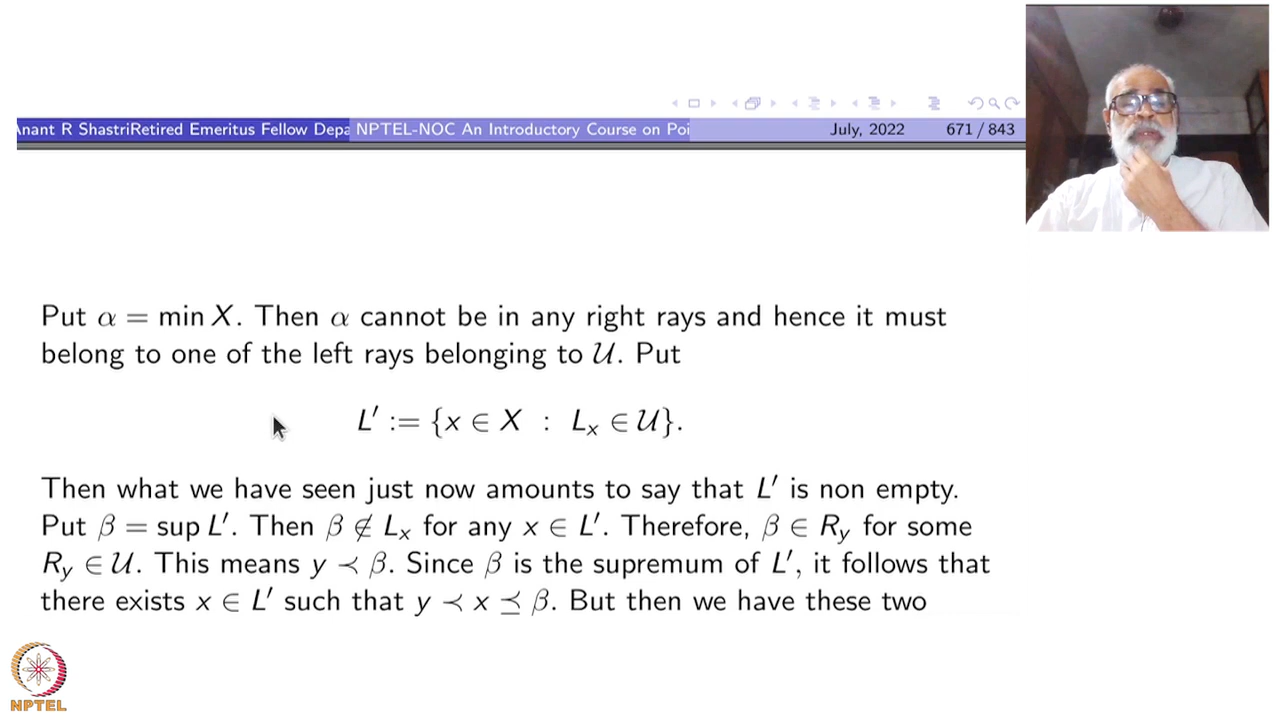 Anant R ShastriRetired Emeritus Fellow Depa NPTEL-NOC An Introductory Course on Poi July, 2022 671 / 843
Put α = min X. Then α cannot be in any right rays and hence it must
belong to one of the left rays belonging to 𝒰. Put
L′ := {x ∈ X : Lₓ ∈ 𝒰}.
Then what we have seen just now amounts to say that L′ is non empty.
Put β = sup L′. Then β ∉ Lₓ for any x ∈ L′. Therefore, β ∈ R_y for some
R_y ∈ 𝒰. This means y ≺ β. Since β is the supremum of L′, it follows that
there exists x ∈ L′ such that y ≺ x ⪯ β. But then we have these two
NPTEL